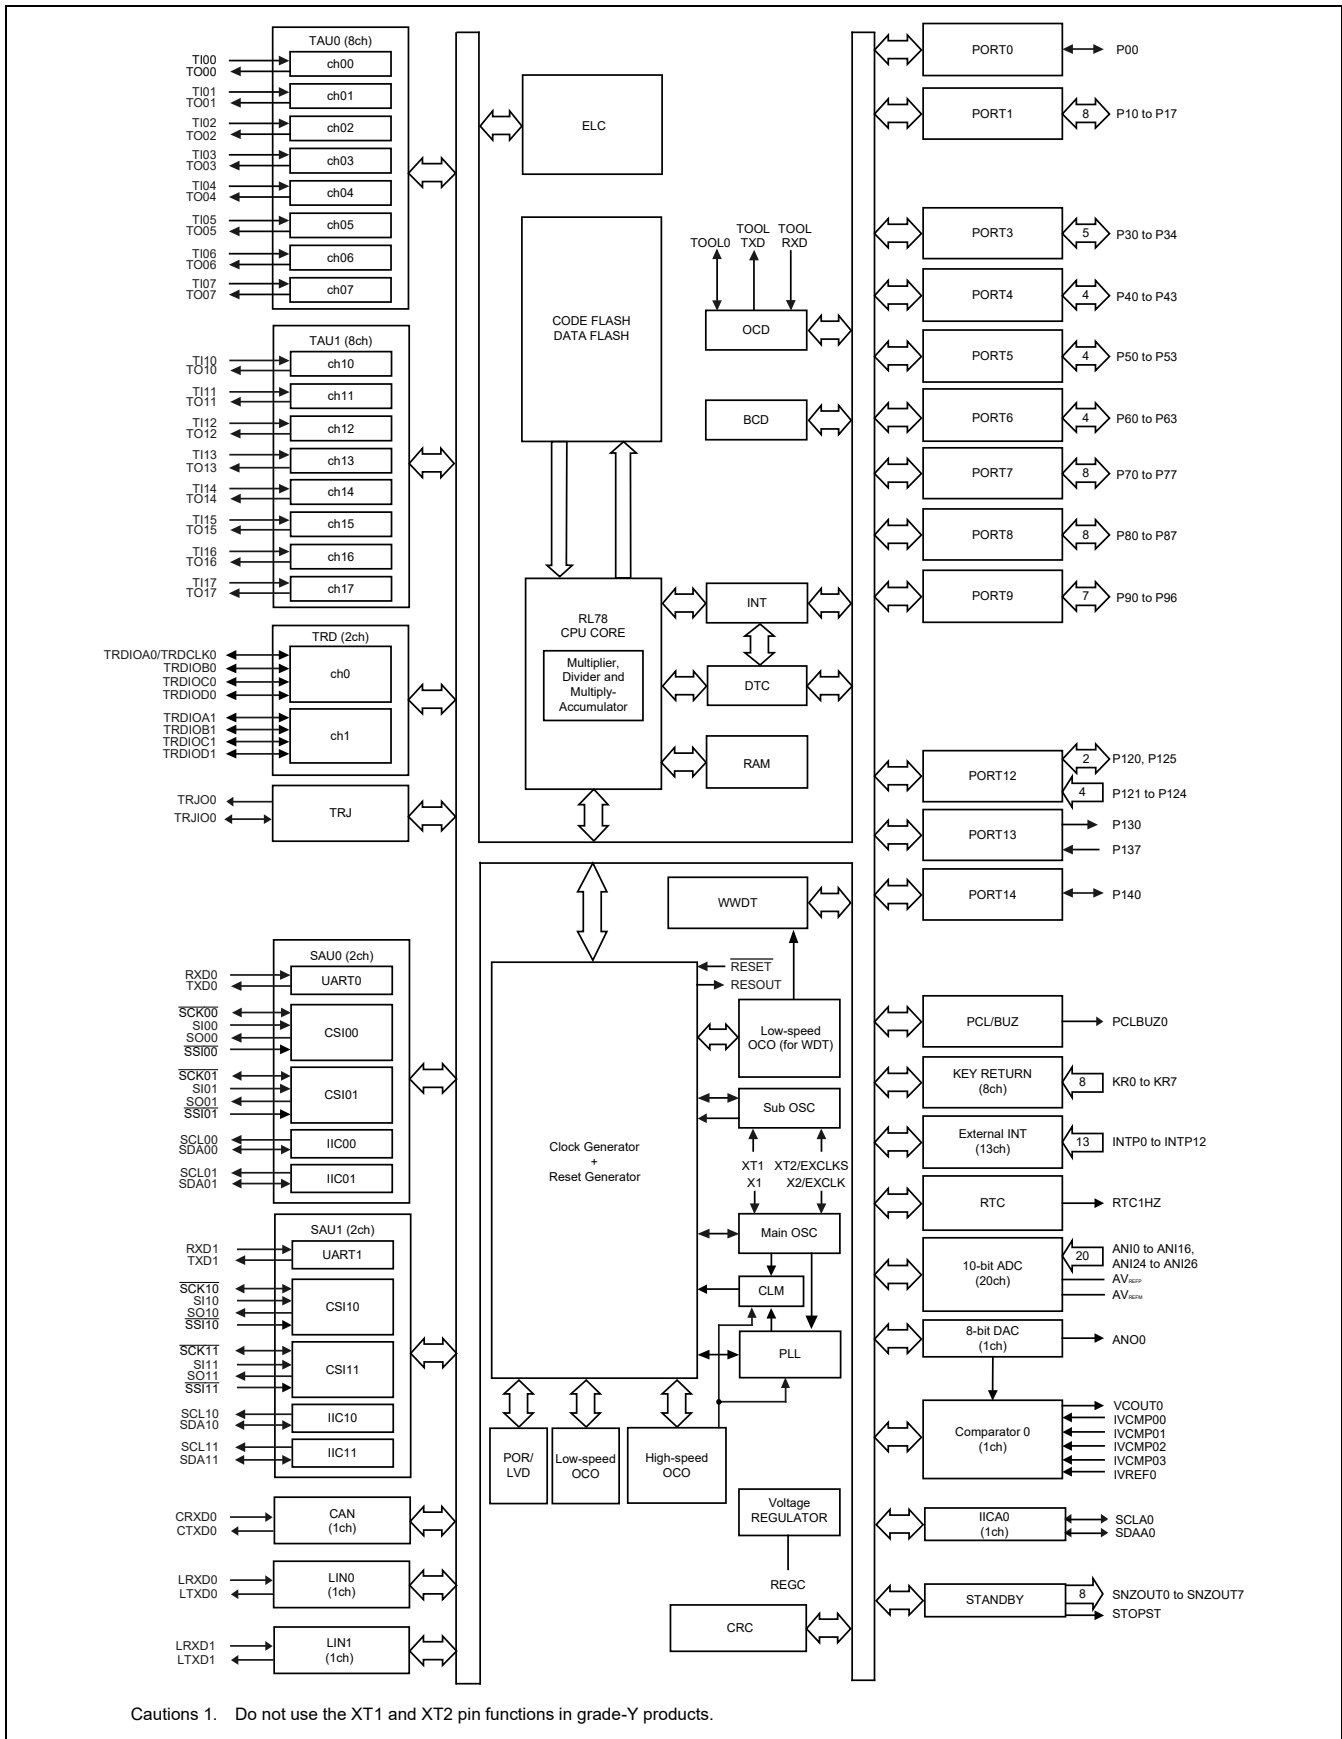 TAU0 (8ch)
TI00
TO00
ch00
TI01
TO01
ch01
TI02
TO02
ch02
TI03
TO03
ch03
TI04
TO04
ch04
TI05
TO05
ch05
TI06
TO06
ch06
TI07
TO07
ch07
TAU1 (8ch)
TI10
TO10
ch10
TI11
TO11
ch11
TI12
TO12
ch12
TI13
TO13
ch13
TI14
TO14
ch14
TI15
TO15
ch15
TI16
TO16
ch16
TI17
TO17
ch17
TRD (2ch)
TRDIOA0/TRDCLK0
TRDIOB0
TRDIOC0
TRDIOD0
ch0
TRDIOA1
TRDIOB1
TRDIOC1
TRDIOD1
ch1
TRJO0
TRJIO0
TRJ
SAU0 (2ch)
RXD0
TXD0
UART0
SCK00
SI00
SO00
SSI00
CSI00
SCK01
SI01
SO01
SSI01
CSI01
SCL00
SDA00
IIC00
SCL01
SDA01
IIC01
SAU1 (2ch)
RXD1
TXD1
UART1
SCK10
SI10
SO10
SSI10
CSI10
SCK11
SI11
SO11
SSI11
CSI11
SCL10
SDA10
IIC10
SCL11
SDA11
IIC11
CRXD0
CTXD0
CAN
(1ch)
LRXD0
LTXD0
LIN0
(1ch)
LRXD1
LTXD1
LIN1
(1ch)
ELC
CODE FLASH
DATA FLASH
TOOL0
TOOL
TXD
TOOL
RXD
OCD
BCD
RL78
CPU CORE
Multiplier,
Divider and
Multiply-
Accumulator
INT
DTC
RAM
WWDT
RESET
RESOUT
Clock Generator
+
Reset Generator
Low-speed
OCO (for WDT)
Sub OSC
XT1 XT2/EXCLKS
X1 X2/EXCLK
Main OSC
CLM
PLL
POR/
LVD
Low-speed
OCO
High-speed
OCO
Voltage
REGULATOR
REGC
CRC
PORT0
P00
PORT1
8
P10 to P17
PORT3
5
P30 to P34
PORT4
4
P40 to P43
PORT5
4
P50 to P53
PORT6
4
P60 to P63
PORT7
8
P70 to P77
PORT8
8
P80 to P87
PORT9
7
P90 to P96
PORT12
2
P120, P125
4
P121 to P124
PORT13
P130
P137
PORT14
P140
PCL/BUZ
PCLBUZ0
KEY RETURN
(8ch)
8
KR0 to KR7
External INT
(13ch)
13
INTP0 to INTP12
RTC
RTC1HZ
10-bit ADC
(20ch)
20
ANI0 to ANI16,
ANI24 to ANI26
AVREFP
AVREFM
8-bit DAC
(1ch)
ANO0
Comparator 0
(1ch)
VCOUT0
IVCMP00
IVCMP01
IVCMP02
IVCMP03
IVREF0
IICA0
(1ch)
SCLA0
SDAA0
STANDBY
8
SNZOUT0 to SNZOUT7
STOPST
Cautions 1. Do not use the XT1 and XT2 pin functions in grade-Y products.